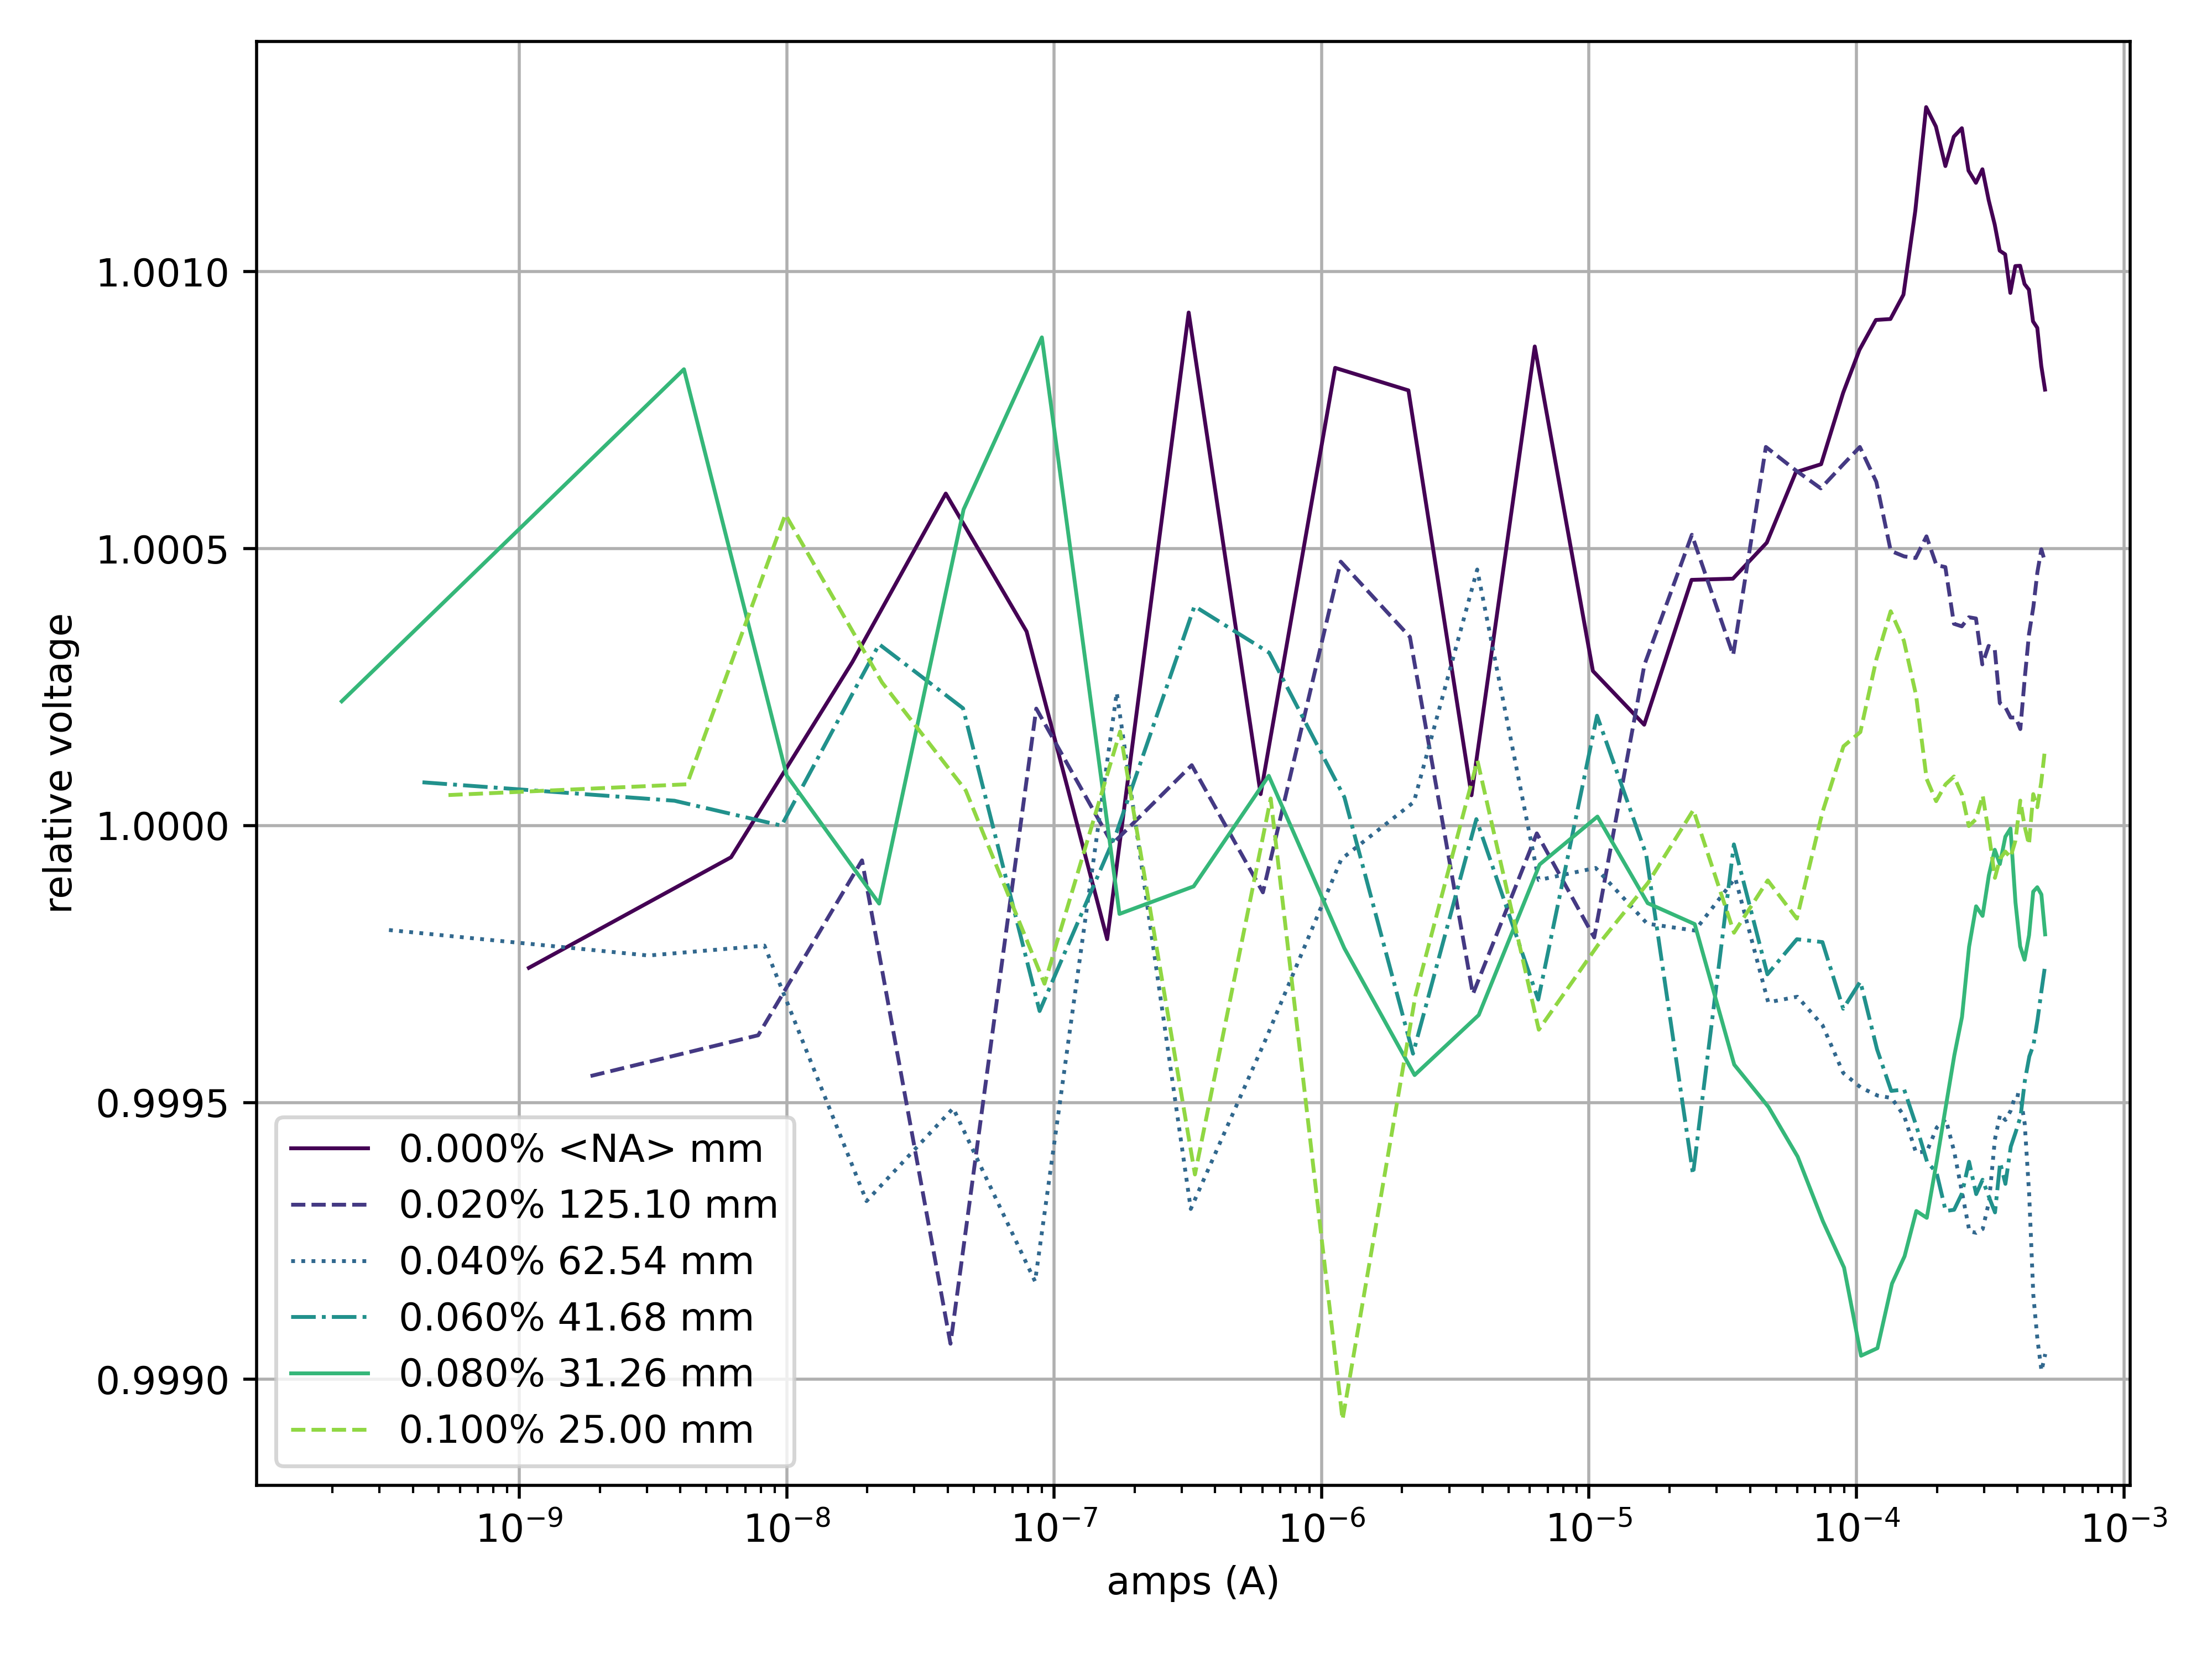 1.0010
1.0005
1.0000
0.9995
0.9990
relative voltage
0.000% <NA> mm
0.020% 125.10 mm
0.040% 62.54 mm
0.060% 41.68 mm
0.080% 31.26 mm
0.100% 25.00 mm
10⁻⁹ 10⁻⁸ 10⁻⁷ 10⁻⁶ 10⁻⁵ 10⁻⁴ 10⁻³
amps (A)